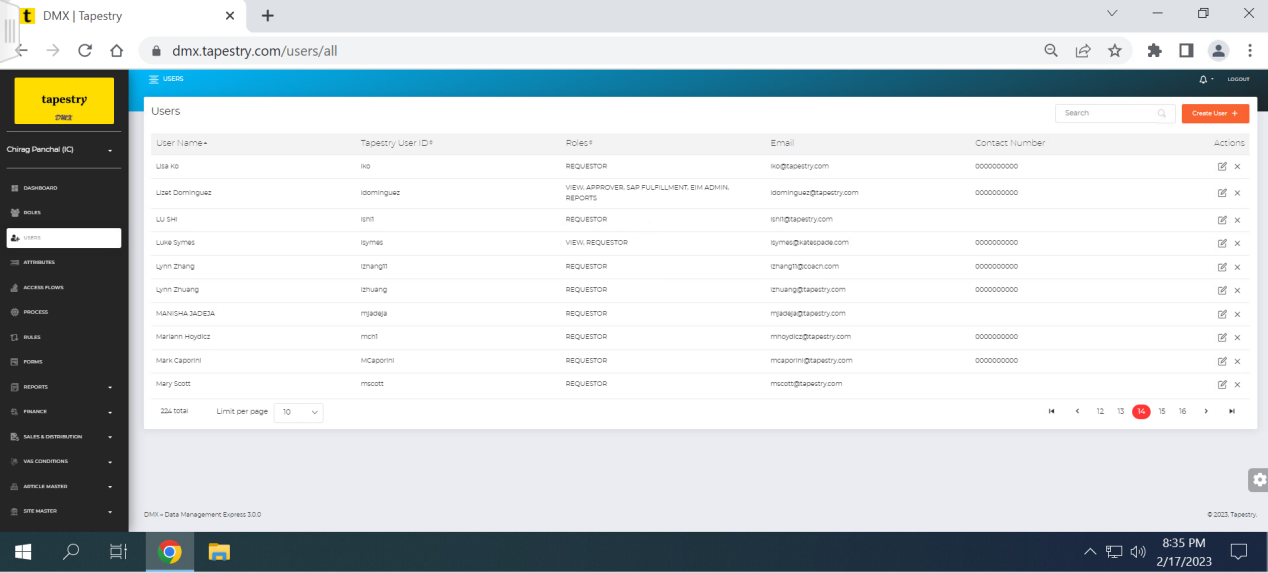 DMX | Tapestry
dmx.tapestry.com/users/all
tapestry
DMX
USERS
LOGOUT
Chirag Panchal (IC)
DASHBOARD
ROLES
USERS
ATTRIBUTES
ACCESS FLOWS
PROCESS
RULES
FORMS
REPORTS
FINANCE
SALES & DISTRIBUTION
VAS CONDITIONS
ARTICLE MASTER
SITE MASTER
Users
Search
Create User +
User Name Tapestry User ID Roles Email Contact Number Actions
Lisa Ko lko REQUESTOR lko@tapestry.com 0000000000
Lizet Dominguez ldominguez VIEW, APPROVER, SAP FULFILLMENT, EIM ADMIN, REPORTS ldominguez@tapestry.com 0000000000
LU SHI lshi1 REQUESTOR lshi1@tapestry.com
Luke Symes lsymes VIEW, REQUESTOR lsymes@katespade.com 0000000000
Lynn Zhang lzhang11 REQUESTOR lzhang11@coach.com 0000000000
Lynn Zhuang lzhuang REQUESTOR lzhuang@tapestry.com 0000000000
MANISHA JADEJA mjadeja REQUESTOR mjadeja@tapestry.com
Mariann Hoydicz mch1 REQUESTOR mhoydicz@tapestry.com 0000000000
Mark Caporini MCaporini REQUESTOR mcaporini@tapestry.com 0000000000
Mary Scott mscott REQUESTOR mscott@tapestry.com
224 total Limit per page 10 12 13 14 15 16
DMX - Data Management Express 3.0.0 © 2023, Tapestry.
8:35 PM
2/17/2023